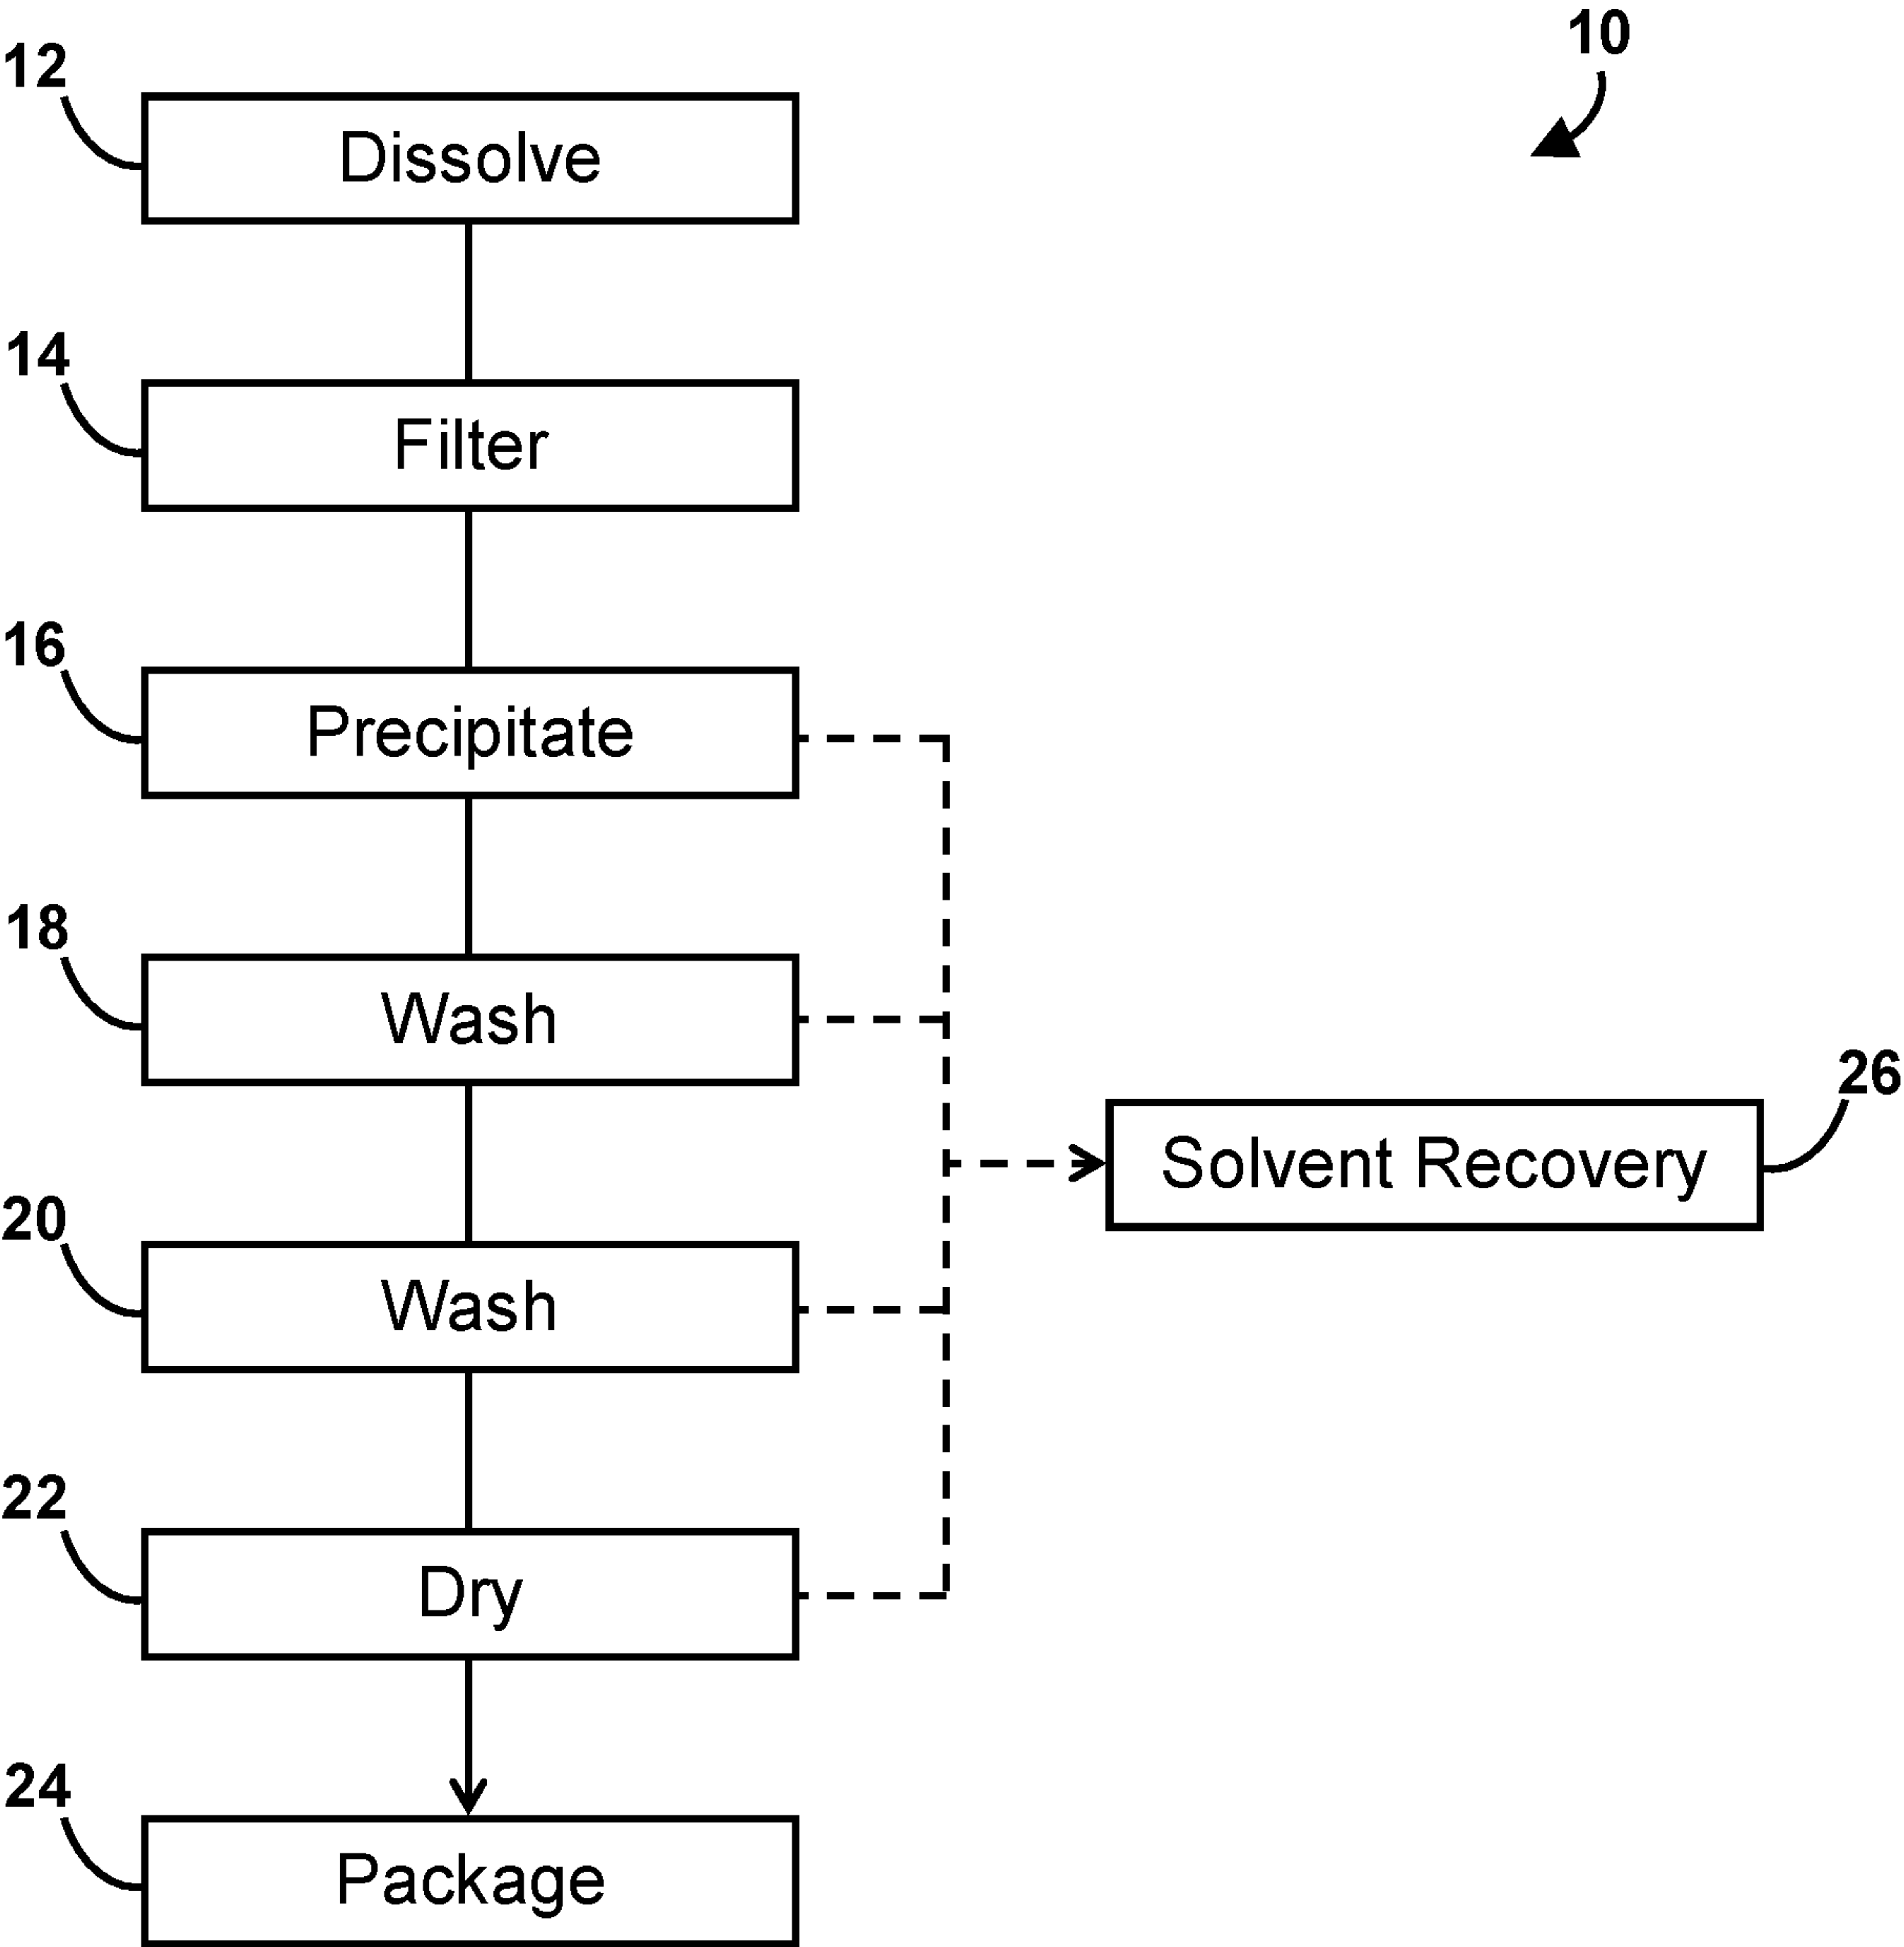 10
12
Dissolve
14
Filter
16
Precipitate
18
Wash
26
Solvent Recovery
20
Wash
22
Dry
24
Package